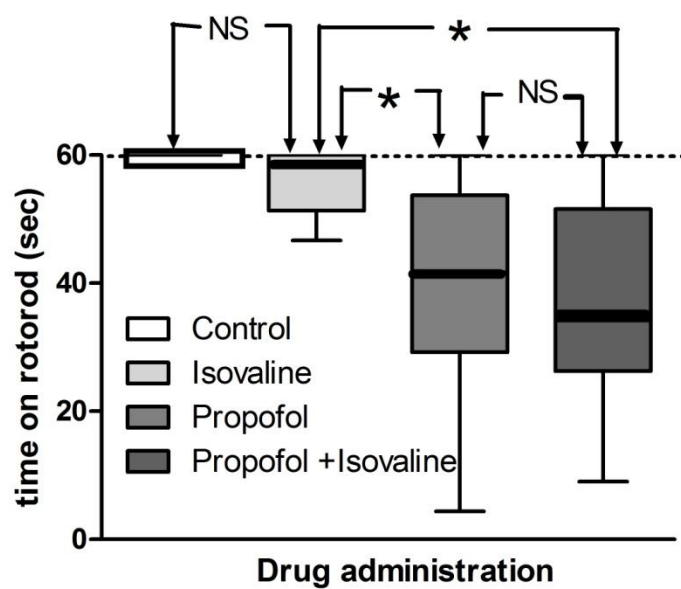 NS
*
*
NS
60
40
20
0
time on rotorod (sec)
Control
Isovaline
Propofol
Propofol +Isovaline
Drug administration